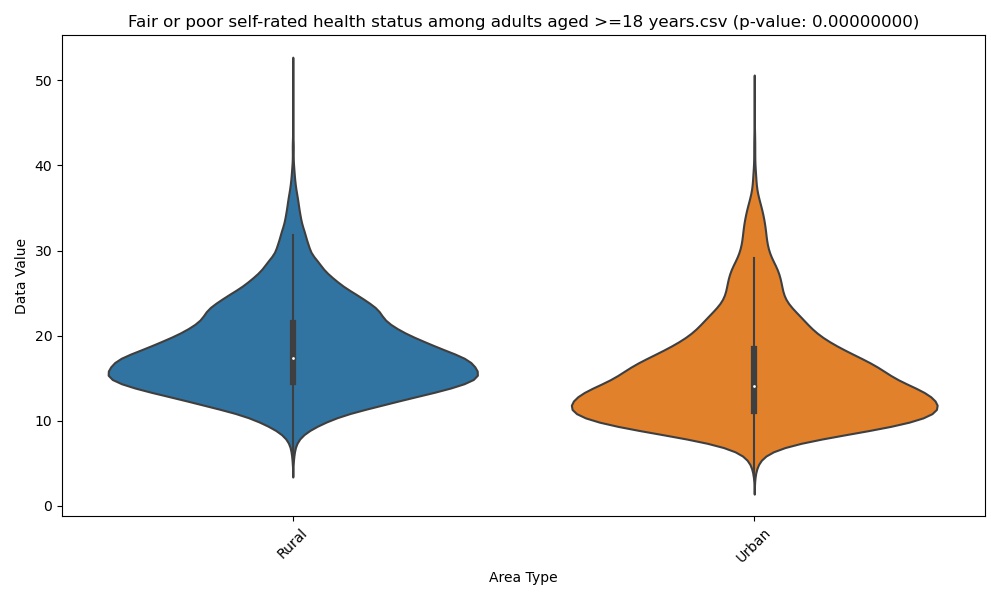 Fair or poor self-rated health status among adults aged >=18 years.csv (p-value: 0.00000000)
50
40
30
20
10
0
Data Value
Rural
Urban
Area Type